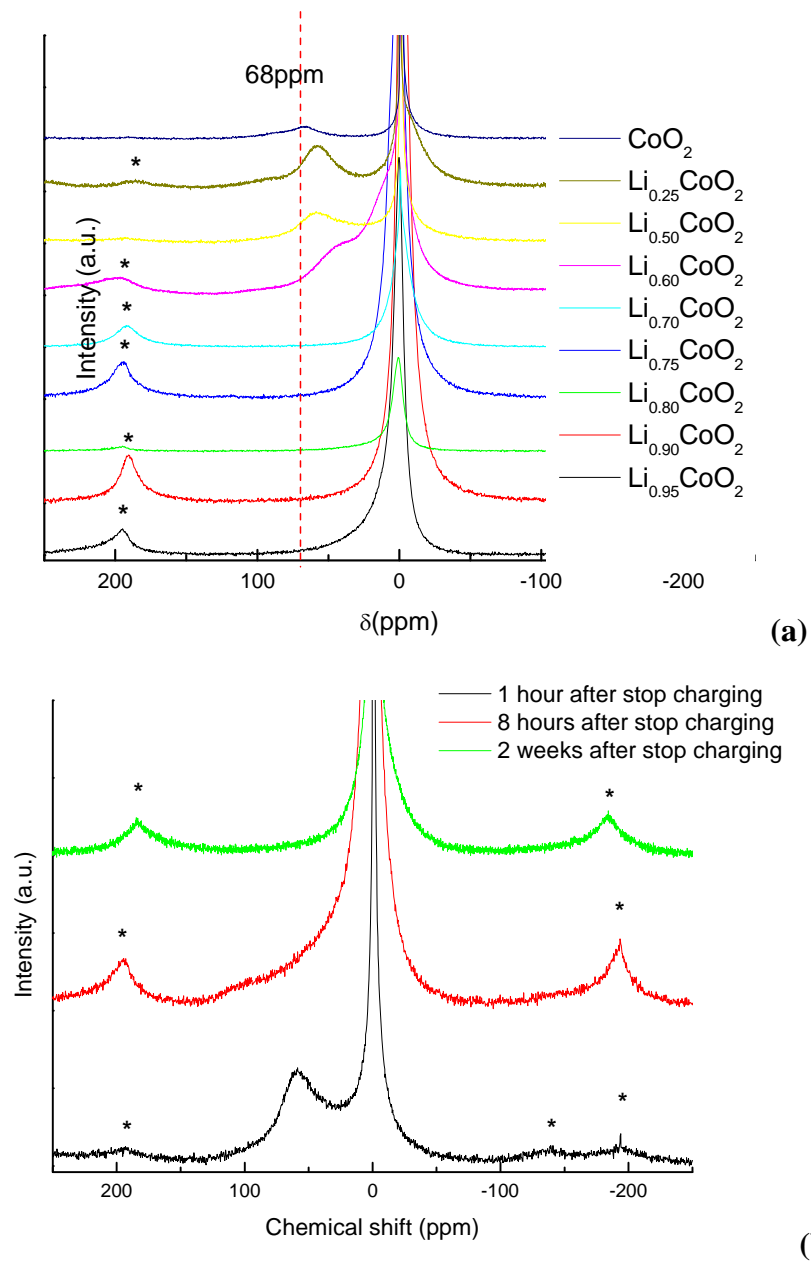 68ppm
*
*
*
*
*
*
Intensity (a.u.)
CoO₂
Li₀.₂₅CoO₂
Li₀.₅₀CoO₂
Li₀.₆₀CoO₂
Li₀.₇₀CoO₂
Li₀.₇₅CoO₂
Li₀.₈₀CoO₂
Li₀.₉₀CoO₂
Li₀.₉₅CoO₂
200 100 0 -100 -200
δ(ppm)
(a)
1 hour after stop charging
8 hours after stop charging
2 weeks after stop charging
* *
* *
* * *
Intensity (a.u.)
200 100 0 -100 -200
Chemical shift (ppm)
(